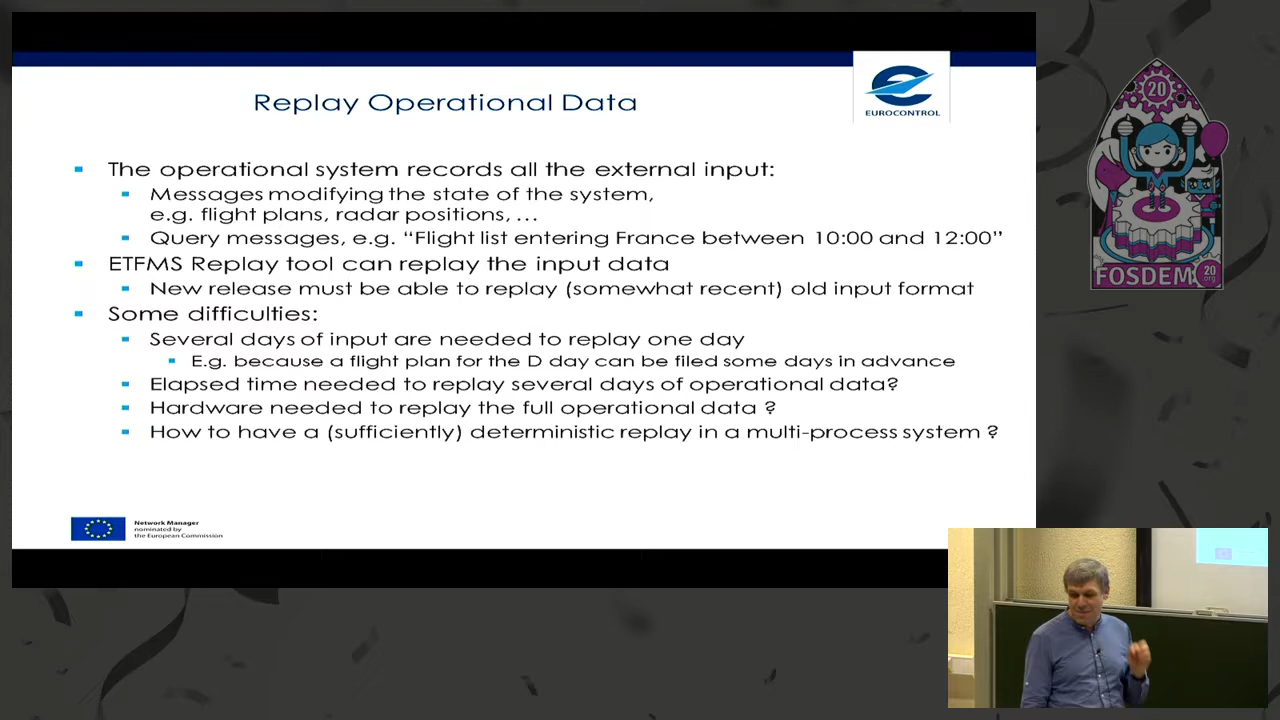 Replay Operational Data
EUROCONTROL
The operational system records all the external input:
Messages modifying the state of the system,
e.g. flight plans, radar positions, …
Query messages, e.g. “Flight list entering France between 10:00 and 12:00”
ETFMS Replay tool can replay the input data
New release must be able to replay (somewhat recent) old input format
Some difficulties:
Several days of input are needed to replay one day
E.g. because a flight plan for the D day can be filed some days in advance
Elapsed time needed to replay several days of operational data?
Hardware needed to replay the full operational data ?
How to have a (sufficiently) deterministic replay in a multi-process system ?
Network Manager
nominated by
the European Commission
20
FOSDEM
20
.org